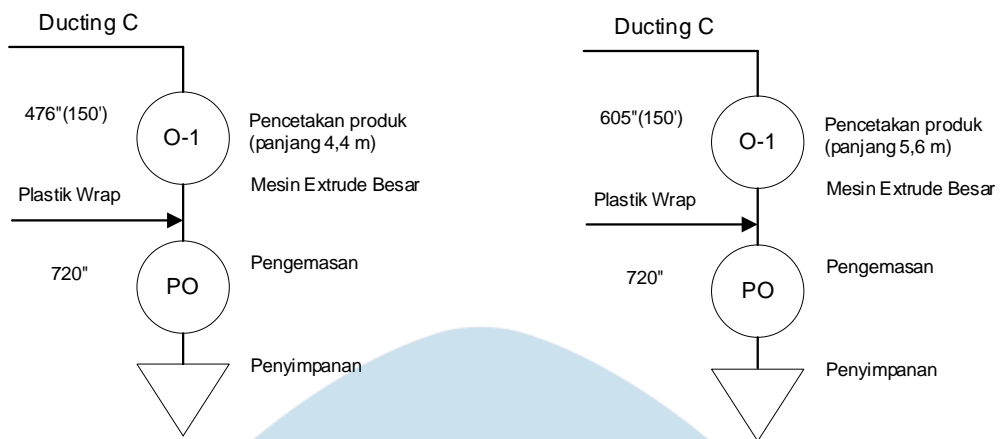 Ducting C
476"(150')
O-1
Pencetakan produk
(panjang 4,4 m)
Mesin Extrude Besar
Plastik Wrap
720"
PO
Pengemasan
Penyimpanan
Ducting C
605"(150')
O-1
Pencetakan produk
(panjang 5,6 m)
Mesin Extrude Besar
Plastik Wrap
720"
PO
Pengemasan
Penyimpanan